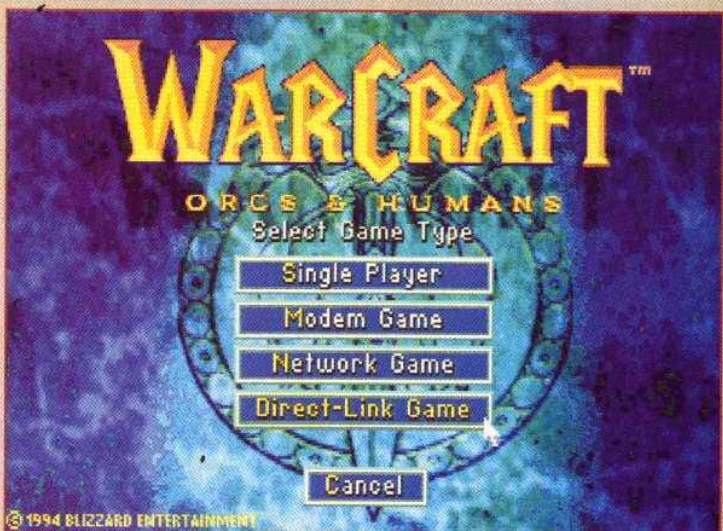 WARCRAFT™
ORCS & HUMANS
Select Game Type
Single Player
Modem Game
Network Game
Direct-Link Game
Cancel
© 1994 BLIZZARD ENTERTAINMENT